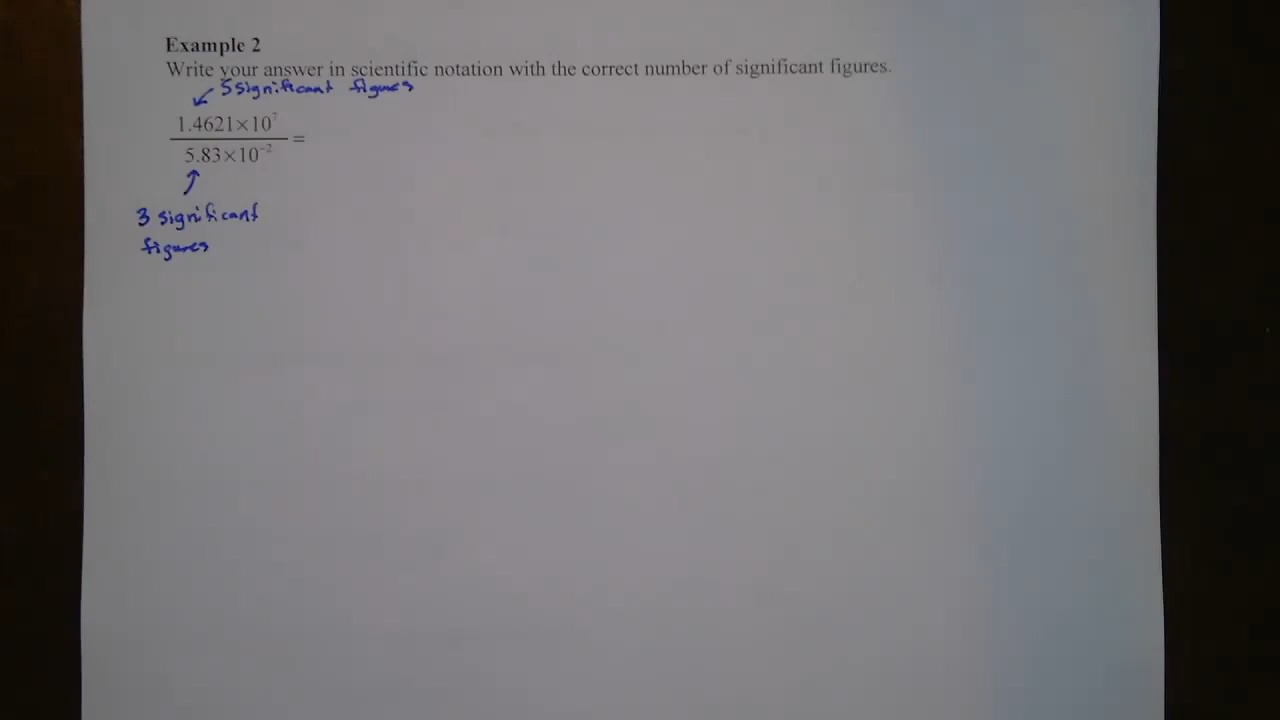 Example 2
Write your answer in scientific notation with the correct number of significant figures.
5 significant figures
1.4621×10⁷
5.83×10⁻² =
3 significant
figures